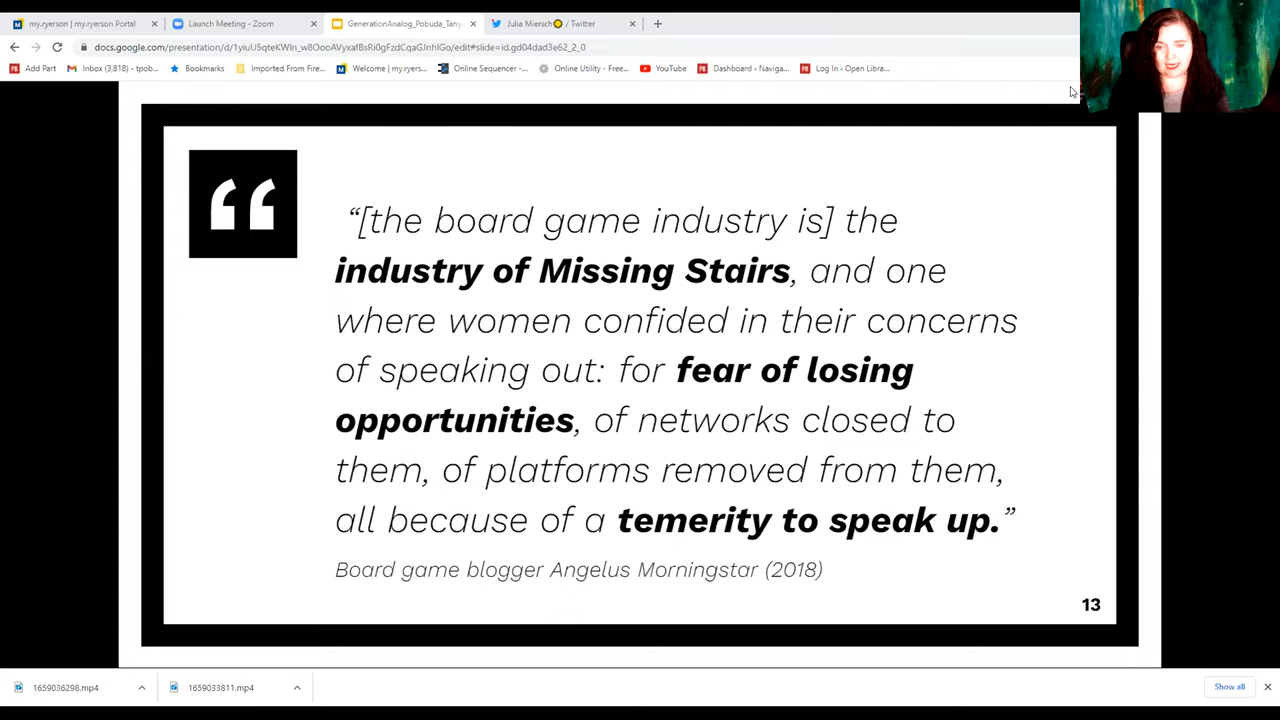 my.ryerson | my.ryerson Portal
Launch Meeting - Zoom
GenerationAnalog_Pobuda_Tany
Julia Miersch / Twitter
docs.google.com/presentation/d/1yiuU5qteKWln_w8OooAVyxafBsRi0gFzdCqaGJnhlGo/edit#slide=id.gd04dad3e62_2_0
Add Part
Inbox (3,818) - tpob...
Bookmarks
Imported From Fire...
Welcome | my.ryers...
Online Sequencer -...
Online Utility - Free...
YouTube
Dashboard ‹ Naviga...
Log In ‹ Open Libra...
“
“[the board game industry is] the
industry of Missing Stairs, and one
where women confided in their concerns
of speaking out: for fear of losing
opportunities, of networks closed to
them, of platforms removed from them,
all because of a temerity to speak up.”
Board game blogger Angelus Morningstar (2018)
13
1659036298.mp4
1659033811.mp4
Show all